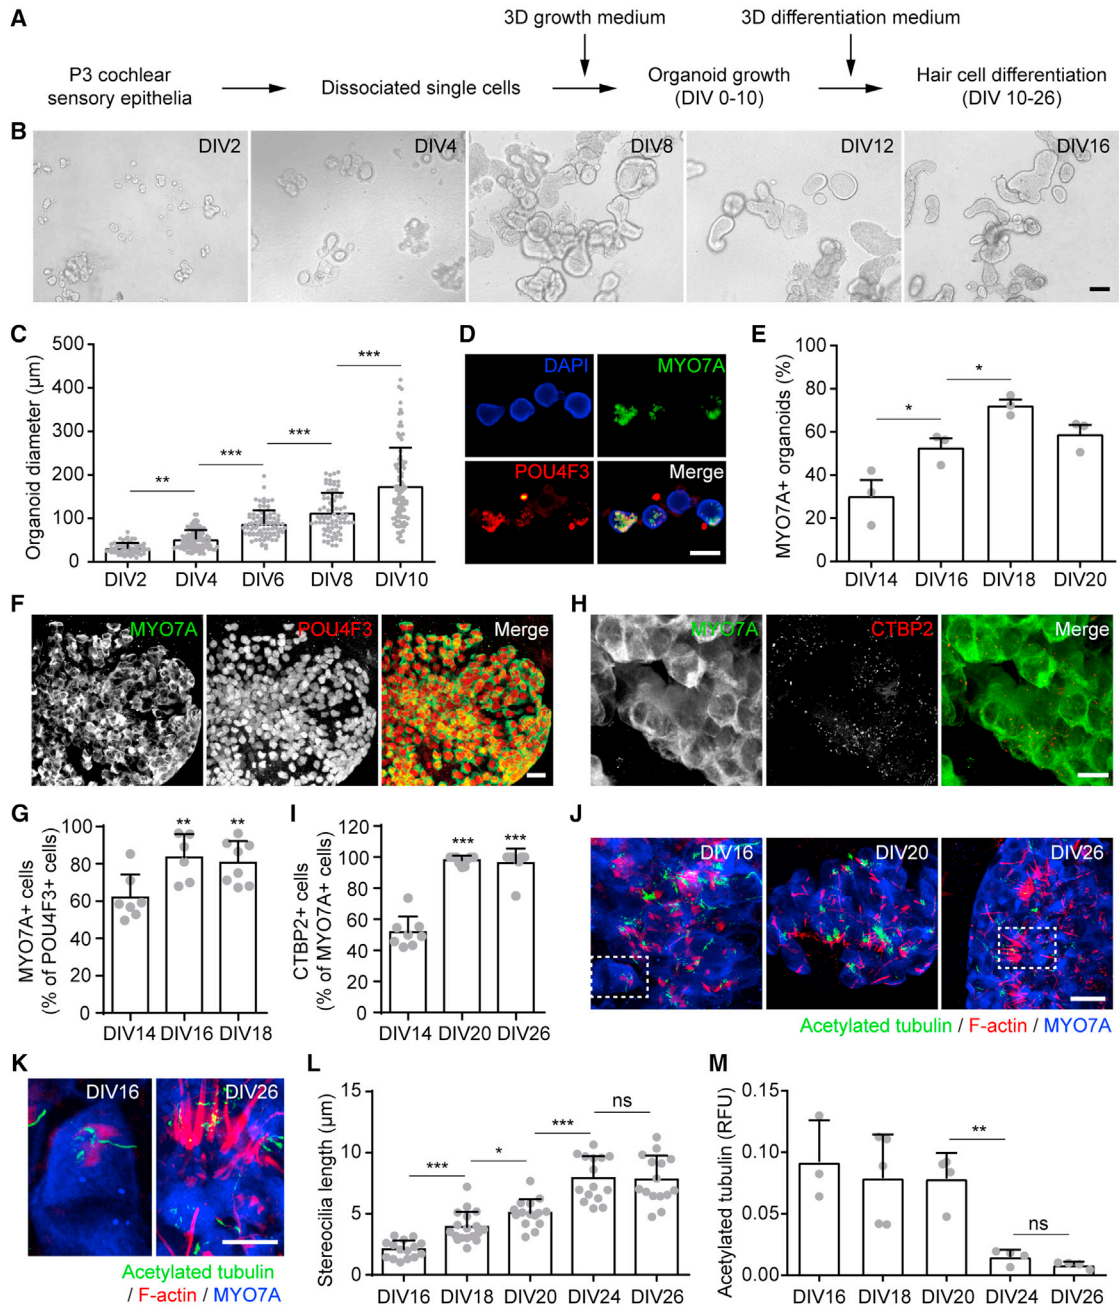 A
3D growth medium
3D differentiation medium
P3 cochlear
sensory epithelia
Dissociated single cells
Organoid growth
(DIV 0-10)
Hair cell differentiation
(DIV 10-26)
B
DIV2
DIV4
DIV8
DIV12
DIV16
C
Organoid diameter (µm)
500
400
300
200
100
0
**
***
***
***
DIV2
DIV4
DIV6
DIV8
DIV10
D
DAPI
MYO7A
POU4F3
Merge
E
MYO7A+ organoids (%)
100
80
60
40
20
0
*
*
DIV14
DIV16
DIV18
DIV20
F
MYO7A
POU4F3
Merge
H
MYO7A
CTBP2
Merge
G
MYO7A+ cells
(% of POU4F3+ cells)
100
80
60
40
20
0
**
**
DIV14
DIV16
DIV18
I
CTBP2+ cells
(% of MYO7A+ cells)
120
100
80
60
40
20
0
***
***
DIV14
DIV20
DIV26
J
DIV16
DIV20
DIV26
Acetylated tubulin / F-actin / MYO7A
K
DIV16
DIV26
Acetylated tubulin
/ F-actin / MYO7A
L
Stereocilia length (µm)
15
10
5
0
***
*
***
ns
DIV16
DIV18
DIV20
DIV24
DIV26
M
Acetylated tubulin (RFU)
0.15
0.10
0.05
0.00
**
ns
DIV16
DIV18
DIV20
DIV24
DIV26